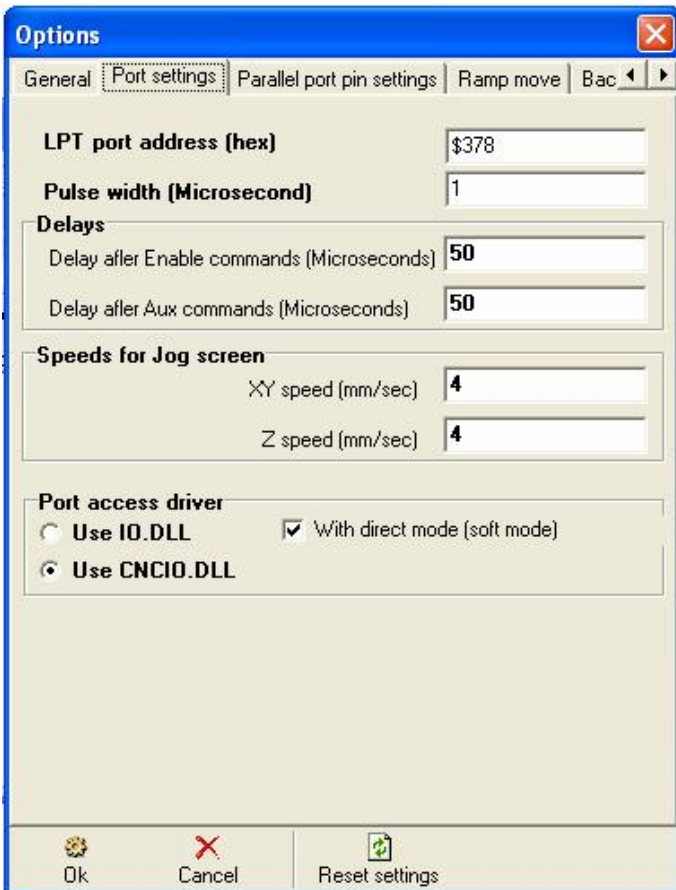 Options
General Port settings Parallel port pin settings Ramp move Bac
LPT port address (hex) $378
Pulse width (Microsecond) 1
Delays
Delay afler Enable commands (Microseconds) 50
Delay afler Aux commands (Microseconds) 50
Speeds for Jog screen
XY speed (mm/sec) 4
Z speed (mm/sec) 4
Port access driver
Use IO.DLL With direct mode (soft mode)
Use CNCIO.DLL
Ok Cancel Reset settings